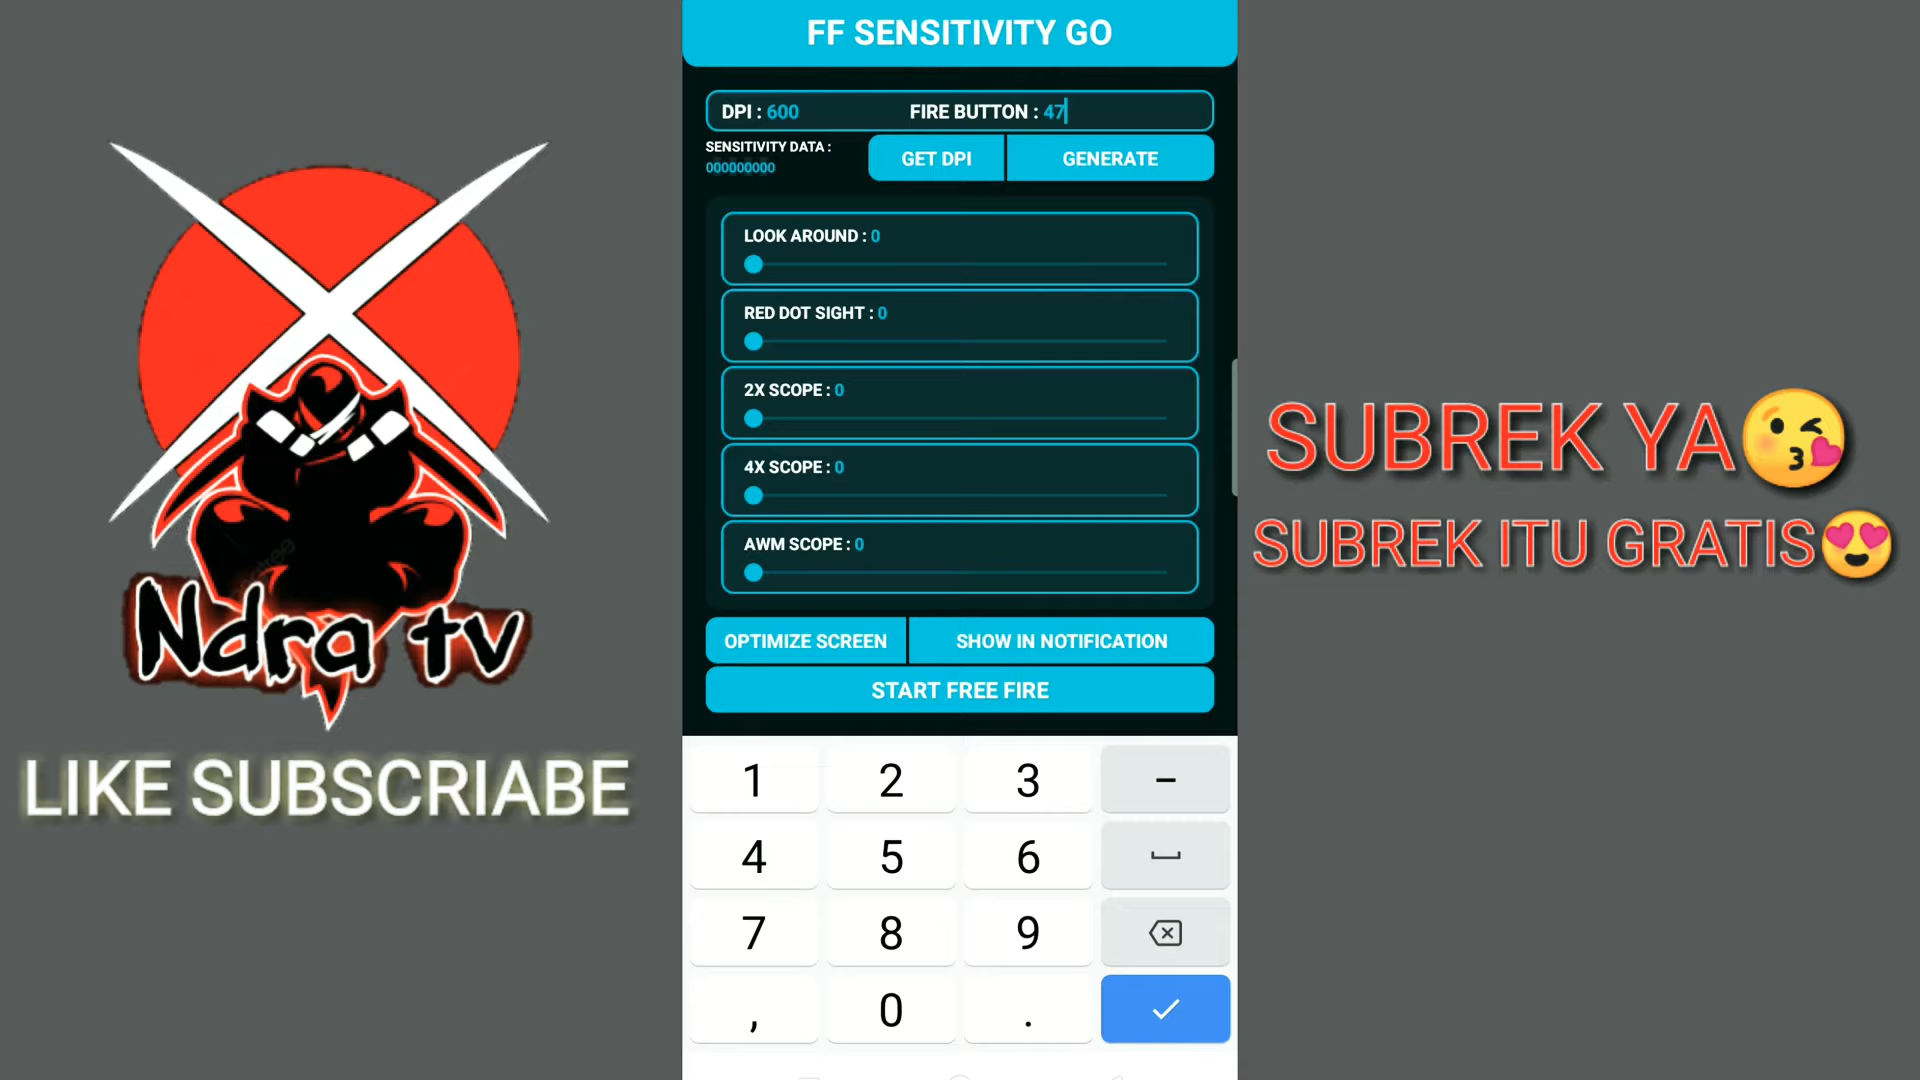 FF SENSITIVITY GO
DPI : 600 FIRE BUTTON : 47
SENSITIVITY DATA :
000000000
GET DPI GENERATE
LOOK AROUND : 0
RED DOT SIGHT : 0
2X SCOPE : 0
4X SCOPE : 0
AWM SCOPE : 0
OPTIMIZE SCREEN SHOW IN NOTIFICATION
START FREE FIRE
1 2 3 -
4 5 6
7 8 9
, 0 .
Ndra tv
LIKE SUBSCRIABE
SUBREK YA😘
SUBREK ITU GRATIS😍